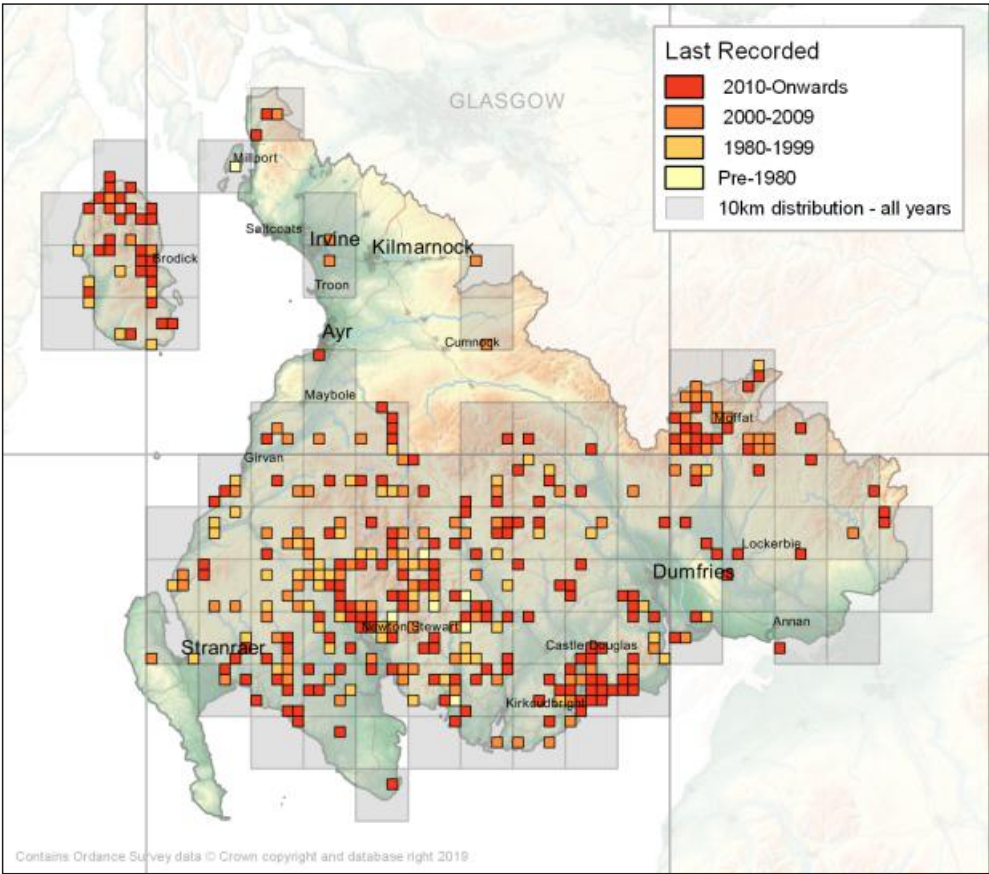 Last Recorded
2010-Onwards
2000-2009
1980-1999
Pre-1980
10km distribution - all years
GLASGOW
Millport
Saltcoats
Irvine
Kilmarnock
Brodick
Troon
Ayr
Cumnock
Maybole
Moffat
Girvan
Lockerbie
Dumfries
Newton Stewart
Annan
Stranraer
Castle Douglas
Kirkcudbright
Contains Ordance Survey data © Crown copyright and database right 2019